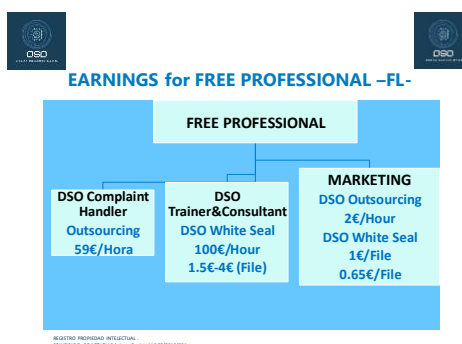 DSO
DSO
EARNINGS for FREE PROFESSIONAL –FL-
FREE PROFESSIONAL
DSO Complaint
Handler
Outsourcing
59€/Hora
DSO
Trainer&Consultant
DSO White Seal
100€/Hour
1.5€-4€ (File)
MARKETING
DSO Outsourcing
2€/Hour
DSO White Seal
1€/File
0.65€/File
REGISTRO PROPIEDAD INTELECTUAL.